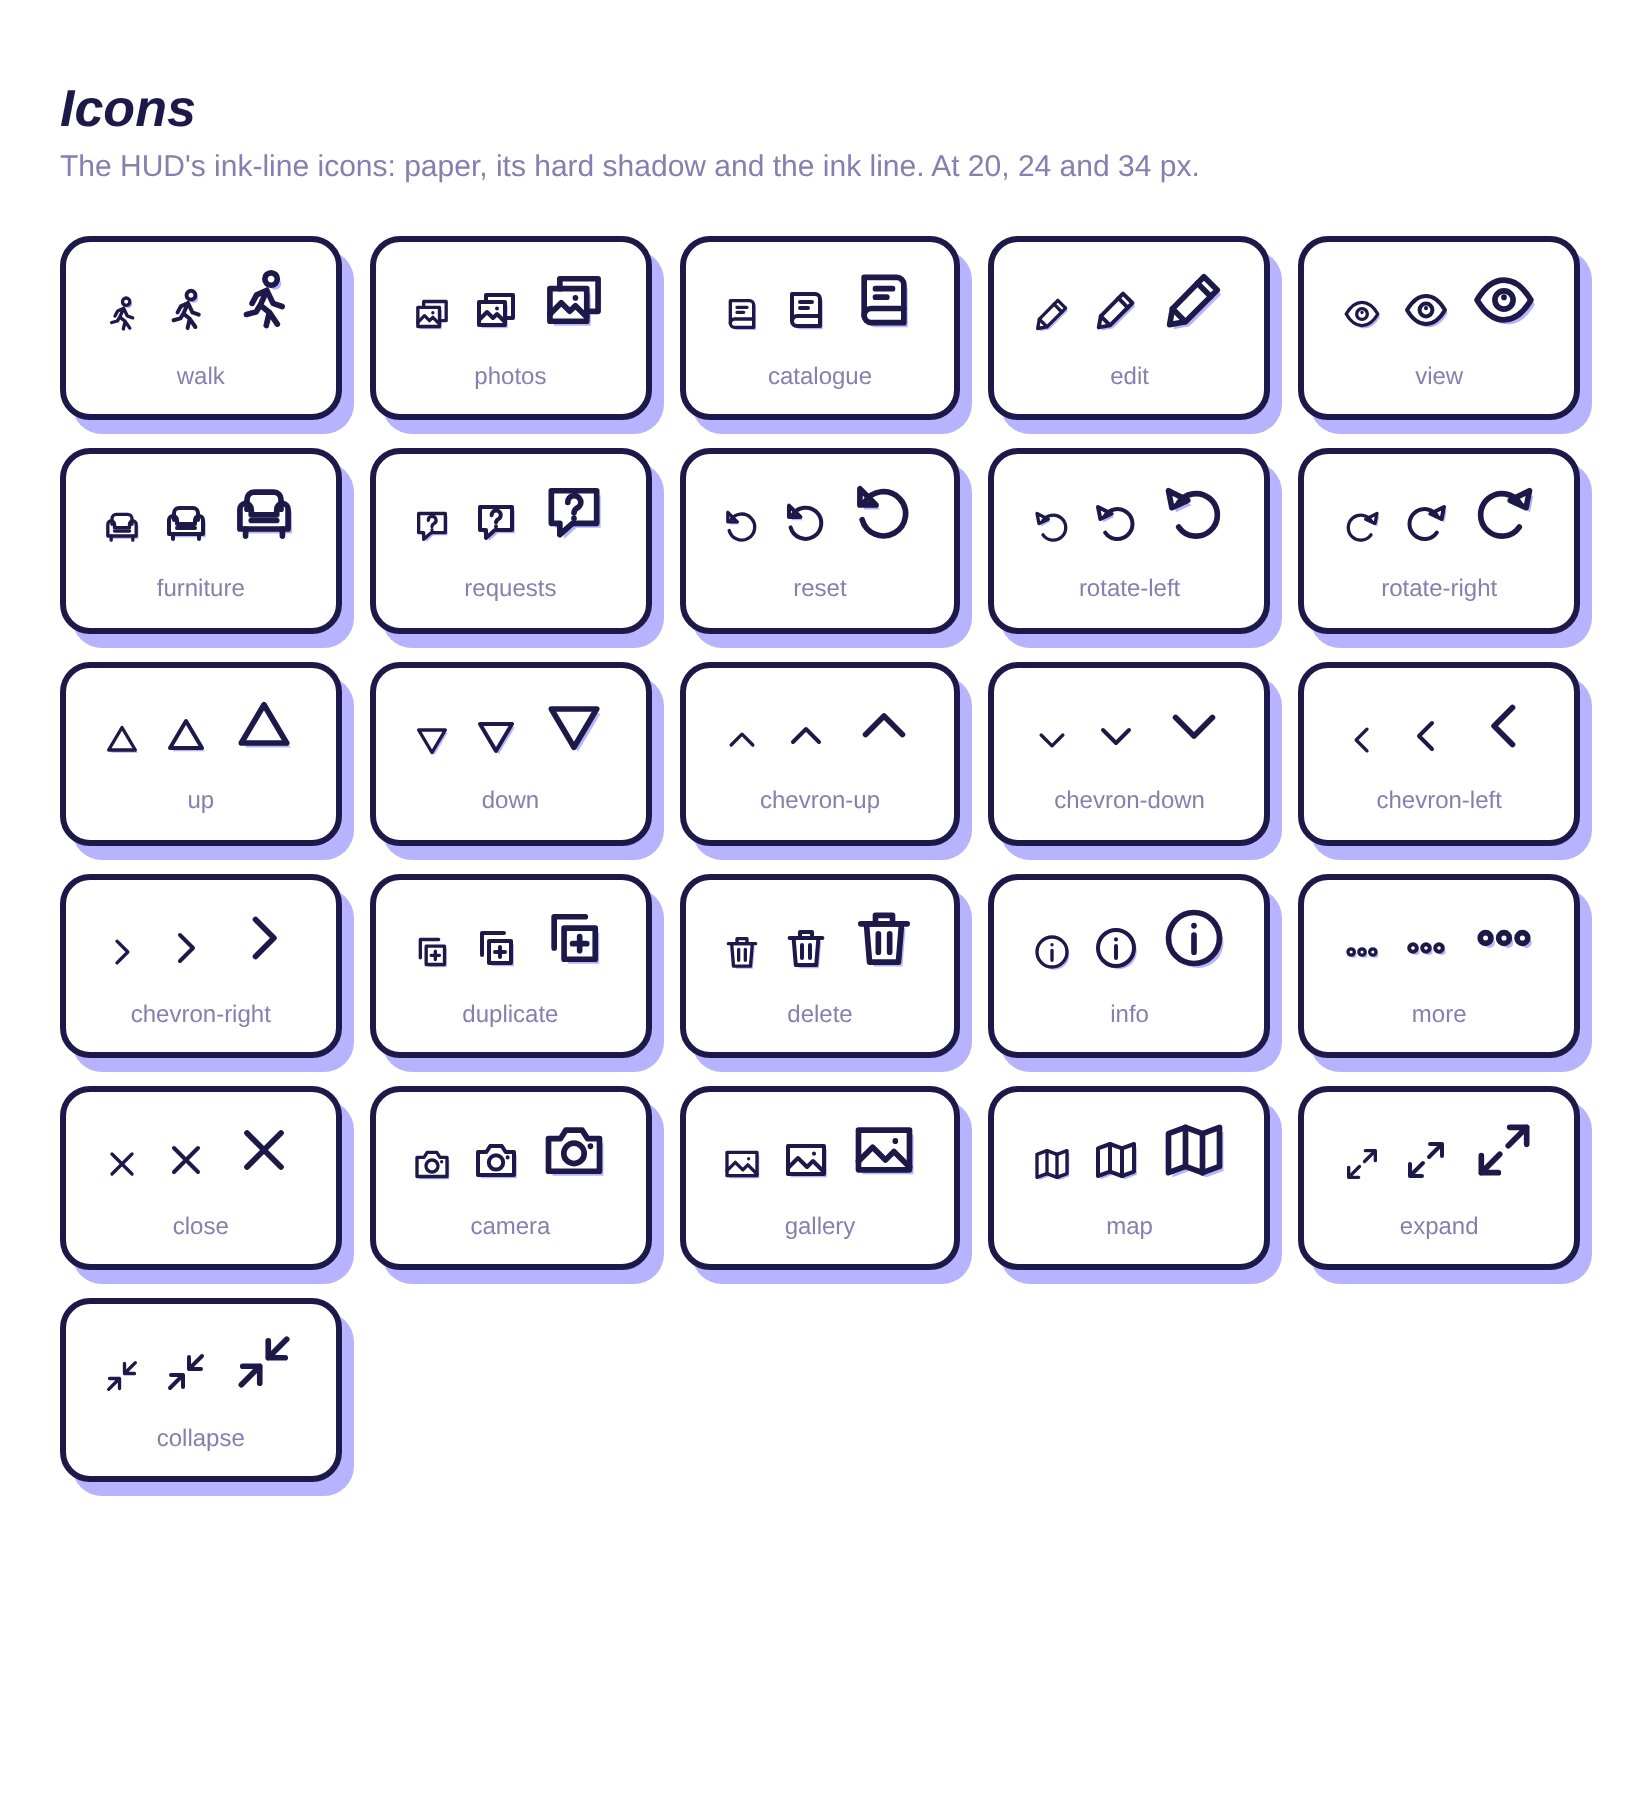 Icons
The HUD's ink-line icons: paper, its hard shadow and the ink line. At 20, 24 and 34 px.
walk
photos
catalogue
edit
view
furniture
requests
reset
rotate-left
rotate-right
up
down
chevron-up
chevron-down
chevron-left
chevron-right
duplicate
delete
info
more
close
camera
gallery
map
expand
collapse